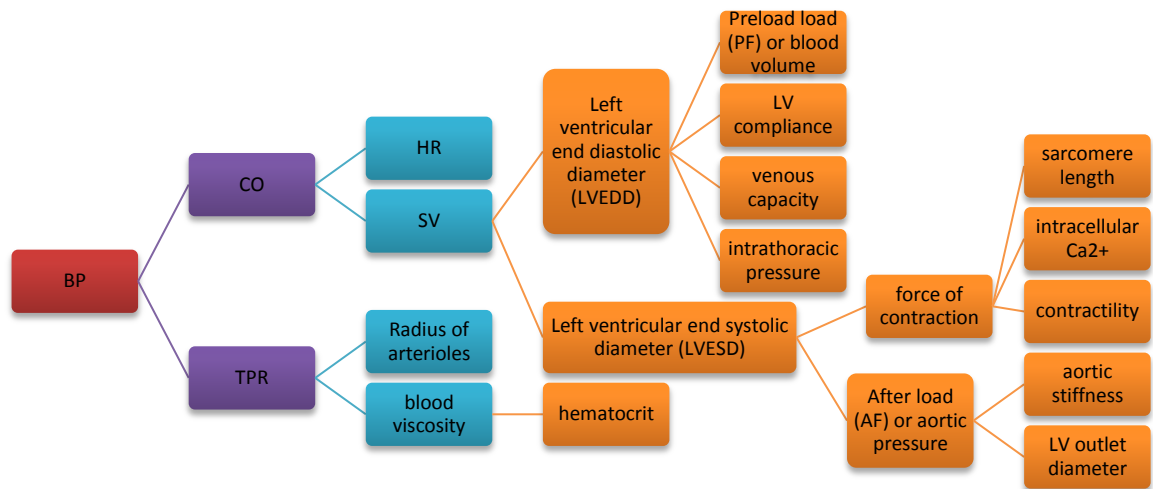 BP
CO
HR
SV
Left
ventricular
end diastolic
diameter
(LVEDD)
Preload load
(PF) or blood
volume
LV
compliance
venous
capacity
intrathoracic
pressure
Left ventricular end systolic
diameter (LVESD)
force of
contraction
sarcomere
length
intracellular
Ca2+
contractility
After load
(AF) or aortic
pressure
aortic
stiffness
LV outlet
diameter
TPR
Radius of
arterioles
blood
viscosity
hematocrit